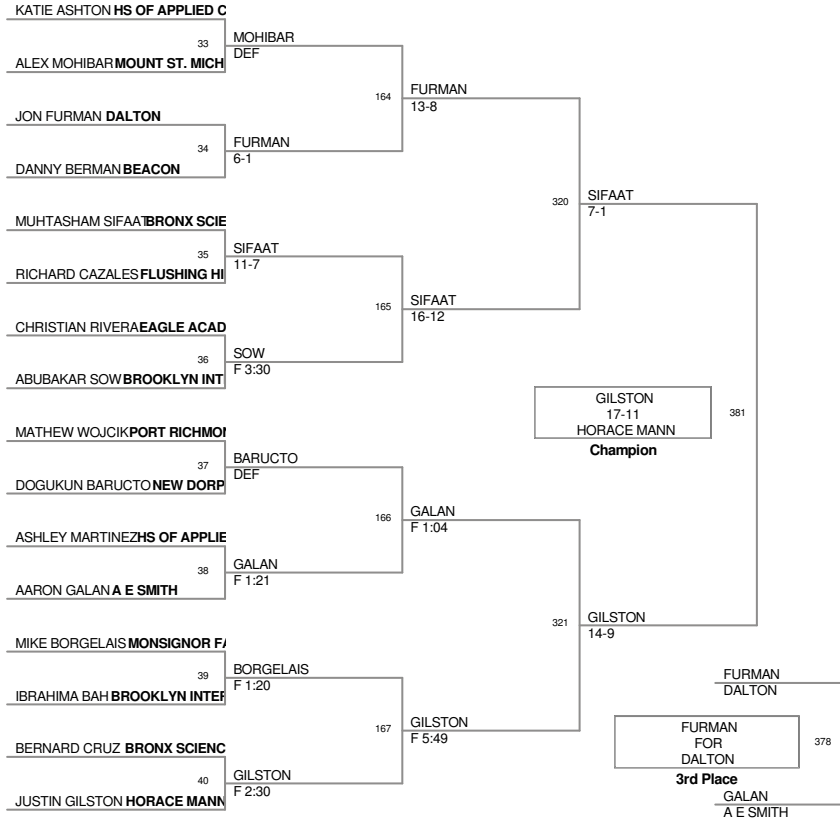 KATIE ASHTON HS OF APPLIED C
33
MOHIBAR
DEF
ALEX MOHIBAR MOUNT ST. MICH
164
FURMAN
13-8
JON FURMAN DALTON
34
FURMAN
6-1
DANNY BERMAN BEACON
320
SIFAAT
7-1
MUHTASHAM SIFAAT BRONX SCIE
35
SIFAAT
11-7
RICHARD CAZALES FLUSHING HI
165
SIFAAT
16-12
CHRISTIAN RIVERA EAGLE ACAD
36
SOW
F 3:30
ABUBAKAR SOW BROOKLYN INT
GILSTON
17-11
HORACE MANN
Champion
381
MATHEW WOJCIK PORT RICHMO
37
BARUCTO
DEF
DOGUKUN BARUCTO NEW DORP
166
GALAN
F 1:04
ASHLEY MARTINEZ HS OF APPLIE
38
GALAN
F 1:21
AARON GALAN A E SMITH
321
GILSTON
14-9
MIKE BORGELAIS MONSIGNOR FA
39
BORGELAIS
F 1:20
IBRAHIMA BAH BROOKLYN INTER
167
GILSTON
F 5:49
BERNARD CRUZ BRONX SCIENC
40
GILSTON
F 2:30
JUSTIN GILSTON HORACE MANN
FURMAN
DALTON
FURMAN
FOR
DALTON
3rd Place
378
GALAN
A E SMITH